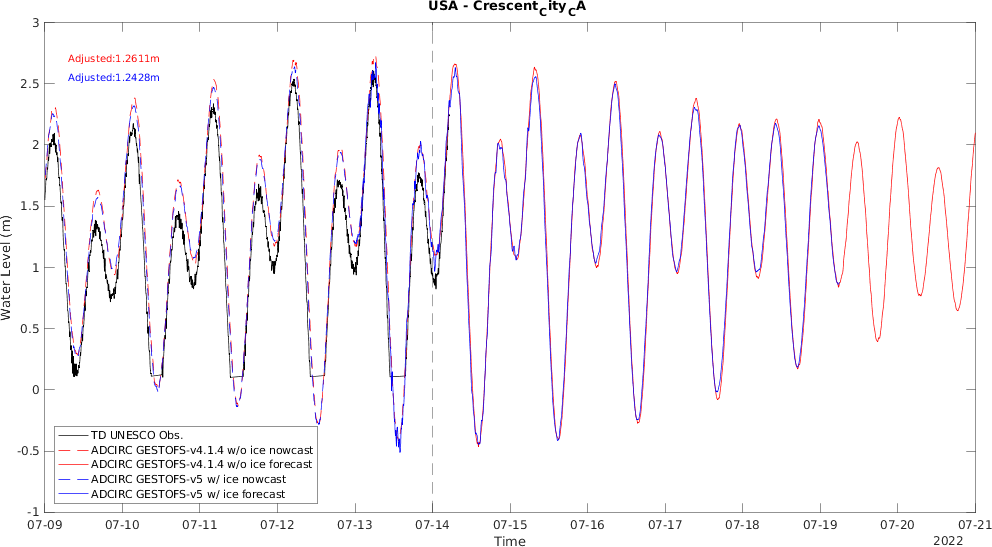 USA - Crescent_City_CA
Adjusted:1.2611m
Adjusted:1.2428m
Water Level (m)
3
2.5
2
1.5
1
0.5
0
-0.5
-1
TD UNESCO Obs.
ADCIRC GESTOFS-v4.1.4 w/o ice nowcast
ADCIRC GESTOFS-v4.1.4 w/o ice forecast
ADCIRC GESTOFS-v5 w/ ice nowcast
ADCIRC GESTOFS-v5 w/ ice forecast
07-09 07-10 07-11 07-12 07-13 07-14 07-15 07-16 07-17 07-18 07-19 07-20 07-21
Time
2022